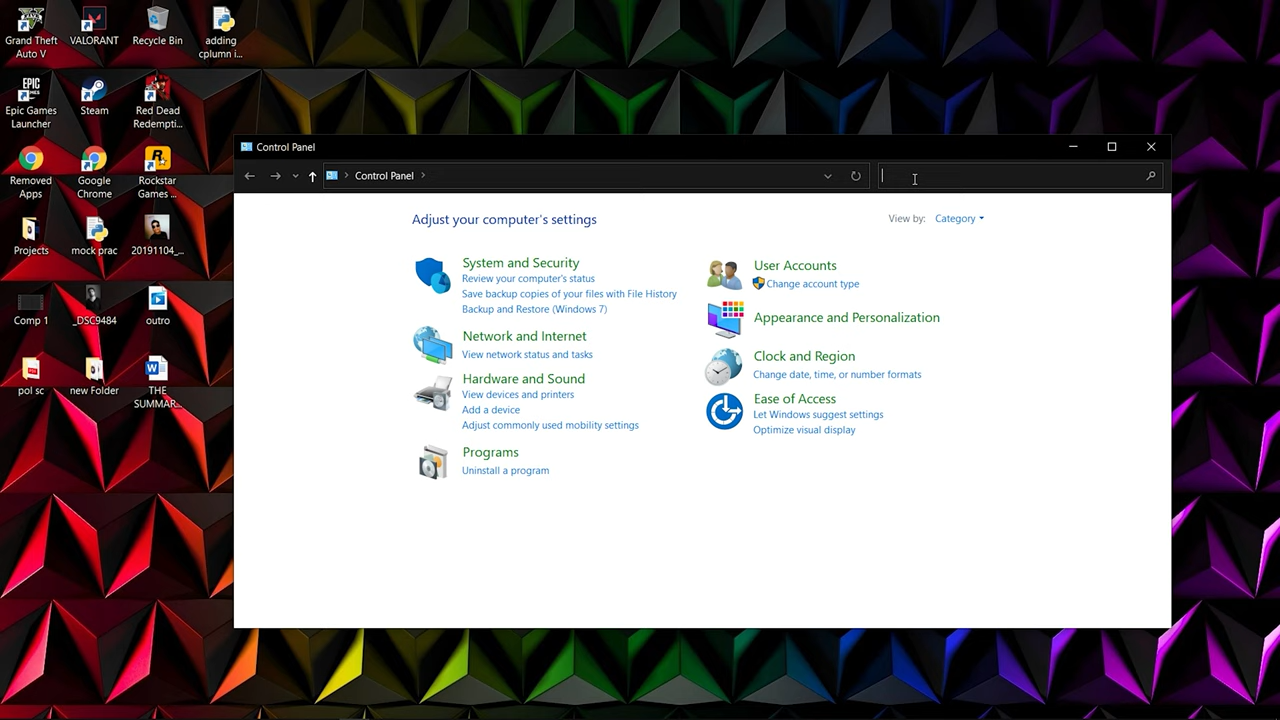 Grand Theft
Auto V
VALORANT
Recycle Bin
adding
cplumn i...
EPIC
GAMES
Epic Games
Launcher
Steam
Red Dead
Redempti...
Removed
Apps
Google
Chrome
Rockstar
Games ...
Projects
mock prac
20191104_...
Comp 1
_DSC9484
outro
pol sc
new Folder
THE
SUMMAR...
Control Panel
Control Panel
Adjust your computer's settings
View by: Category
System and Security
Review your computer's status
Save backup copies of your files with File History
Backup and Restore (Windows 7)
Network and Internet
View network status and tasks
Hardware and Sound
View devices and printers
Add a device
Adjust commonly used mobility settings
Programs
Uninstall a program
User Accounts
Change account type
Appearance and Personalization
Clock and Region
Change date, time, or number formats
Ease of Access
Let Windows suggest settings
Optimize visual display